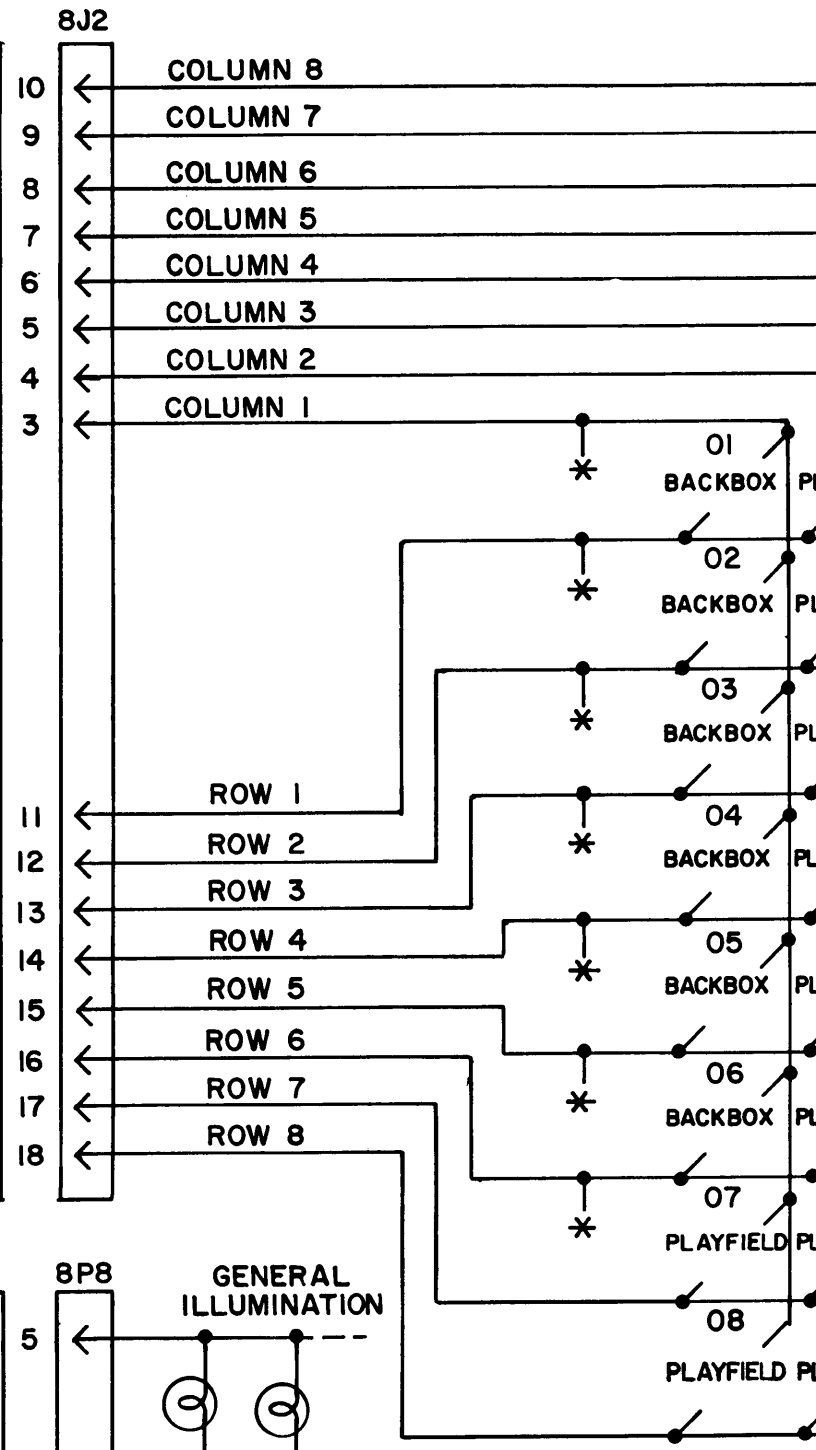 8J2
10 COLUMN 8
9 COLUMN 7
8 COLUMN 6
7 COLUMN 5
6 COLUMN 4
5 COLUMN 3
4 COLUMN 2
3 COLUMN 1
01
BACKBOX
02
BACKBOX
03
BACKBOX
11 ROW 1
04
12 ROW 2
BACKBOX
13 ROW 3
14 ROW 4
05
15 ROW 5
BACKBOX
16 ROW 6
06
17 ROW 7
BACKBOX
18 ROW 8
07
PLAYFIELD
8P8
GENERAL
ILLUMINATION
08
5
PLAYFIELD